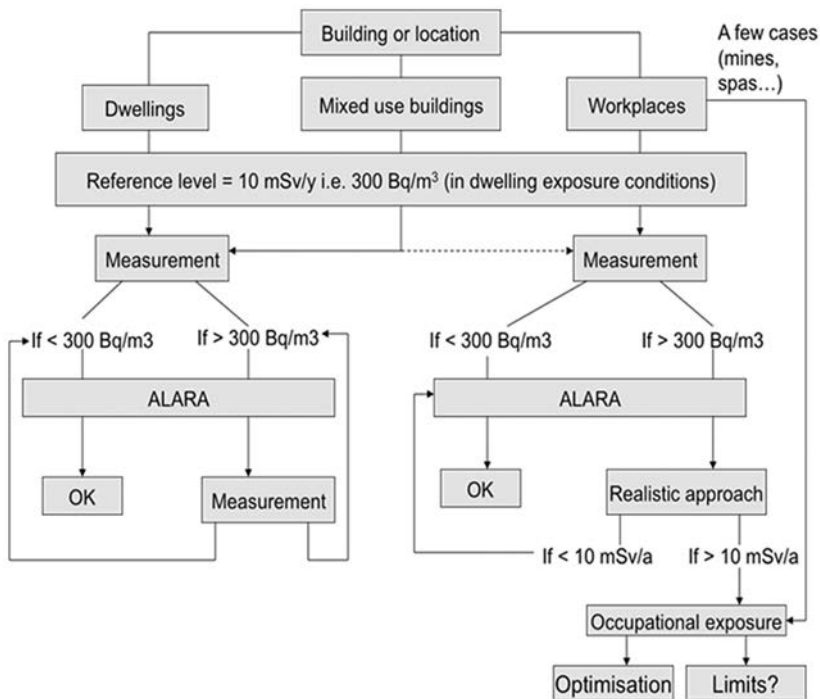 Building or location
A few cases
(mines,
spas…)
Dwellings
Mixed use buildings
Workplaces
Reference level = 10 mSv/y i.e. 300 Bq/m³ (in dwelling exposure conditions)
Measurement
Measurement
If < 300 Bq/m3
If > 300 Bq/m3
If < 300 Bq/m3
If > 300 Bq/m3
ALARA
ALARA
OK
Measurement
OK
Realistic approach
If < 10 mSv/a
If > 10 mSv/a
Occupational exposure
Optimisation
Limits?